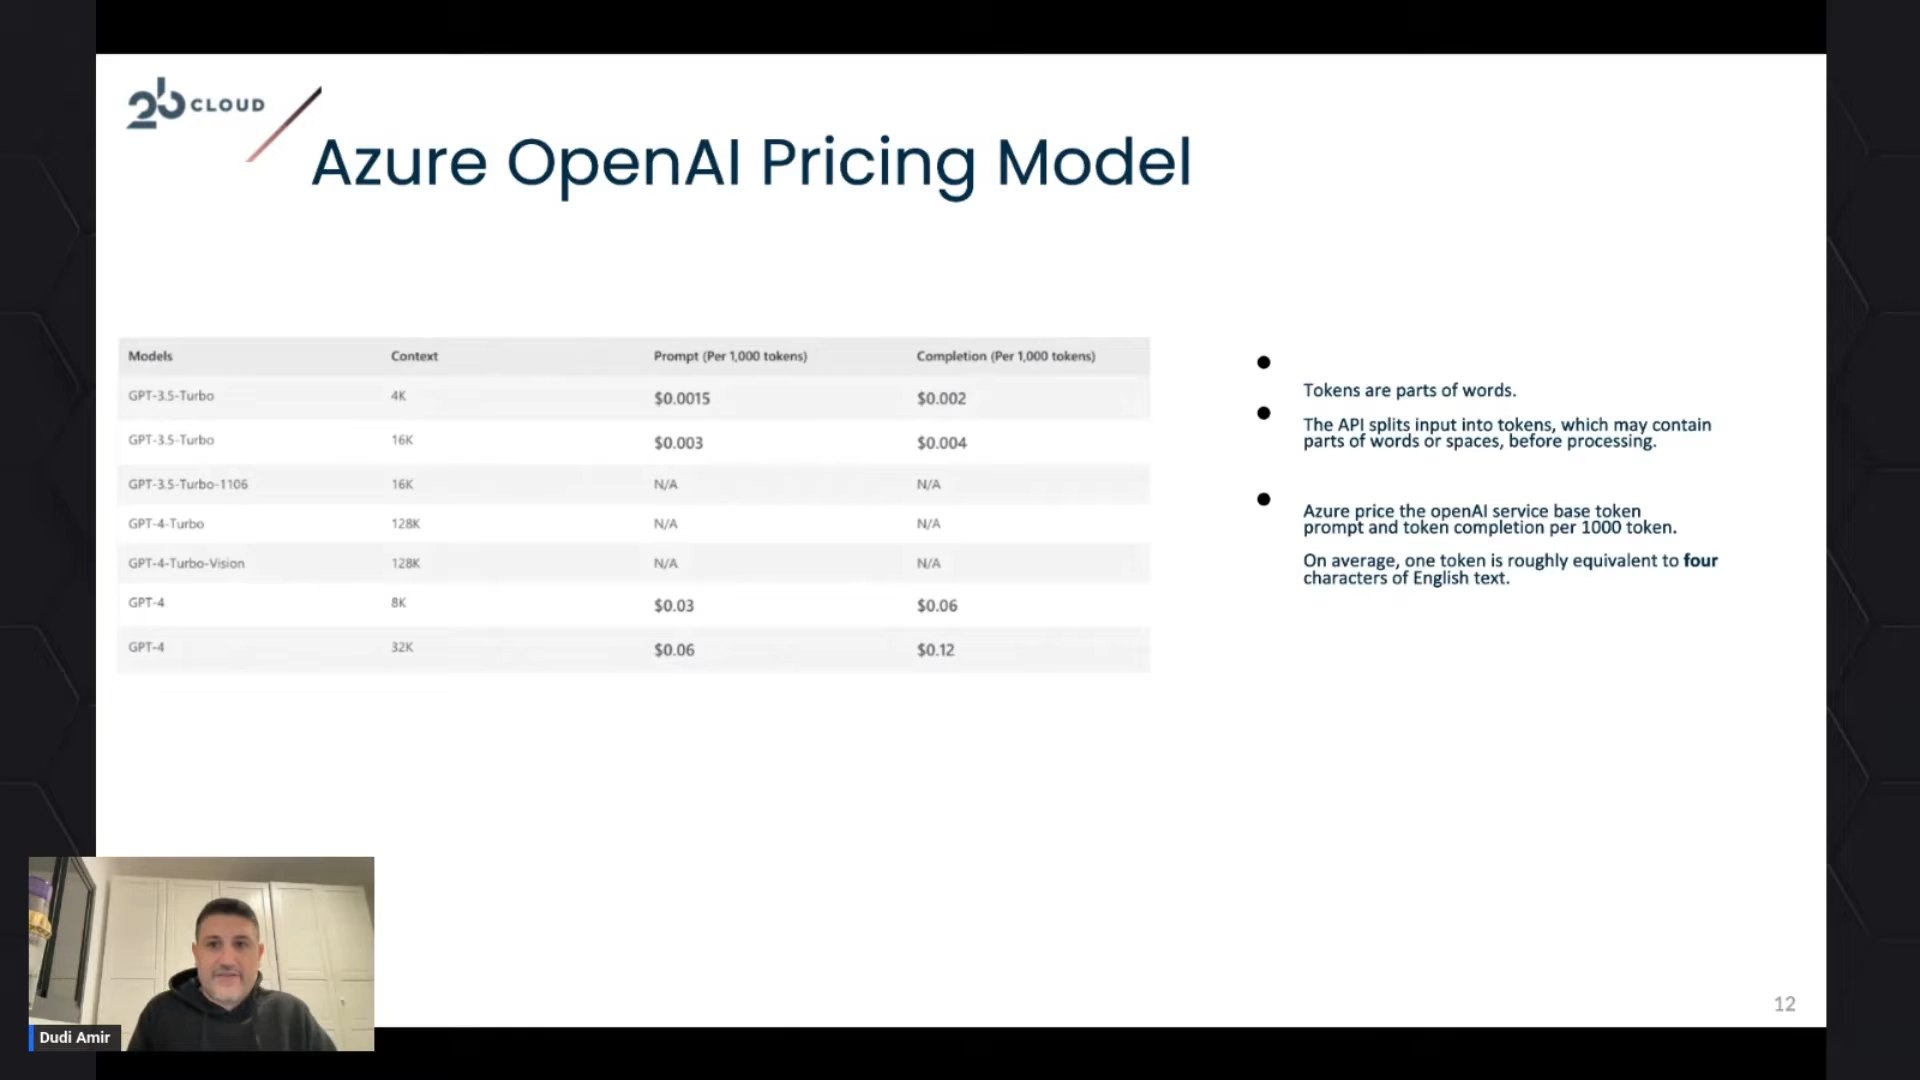 2b CLOUD
Azure OpenAI Pricing Model
Models Context Prompt (Per 1,000 tokens) Completion (Per 1,000 tokens)
GPT-3.5-Turbo 4K $0.0015 $0.002
GPT-3.5-Turbo 16K $0.003 $0.004
GPT-3.5-Turbo-1106 16K N/A N/A
GPT-4-Turbo 128K N/A N/A
GPT-4-Turbo-Vision 128K N/A N/A
GPT-4 8K $0.03 $0.06
GPT-4 32K $0.06 $0.12
Tokens are parts of words.
The API splits input into tokens, which may contain
parts of words or spaces, before processing.
Azure price the openAI service base token
prompt and token completion per 1000 token.
On average, one token is roughly equivalent to four
characters of English text.
Dudi Amir
12